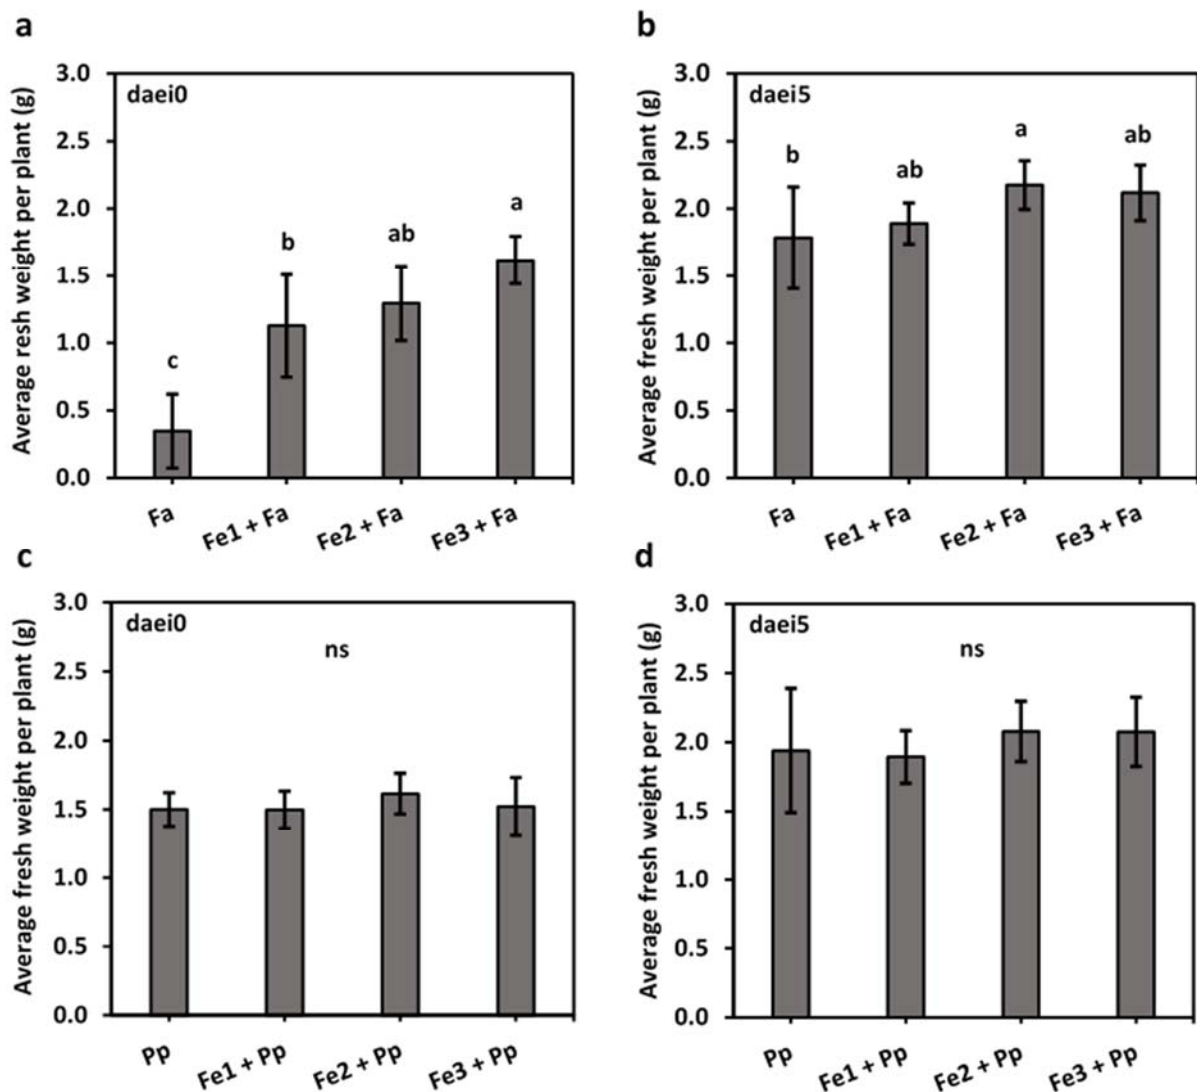 a
Average resh weight per plant (g)
3.0
2.5
2.0
1.5
1.0
0.5
0.0
daei0
c
b
ab
a
Fa
Fe1 + Fa
Fe2 + Fa
Fe3 + Fa
b
Average fresh weight per plant (g)
3.0
2.5
2.0
1.5
1.0
0.5
0.0
daei5
b
ab
a
ab
Fa
Fe1 + Fa
Fe2 + Fa
Fe3 + Fa
c
Average fresh weight per plant (g)
3.0
2.5
2.0
1.5
1.0
0.5
0.0
daei0
ns
Pp
Fe1 + Pp
Fe2 + Pp
Fe3 + Pp
d
Average fresh weight per plant (g)
3.0
2.5
2.0
1.5
1.0
0.5
0.0
daei5
ns
Pp
Fe1 + Pp
Fe2 + Pp
Fe3 + Pp